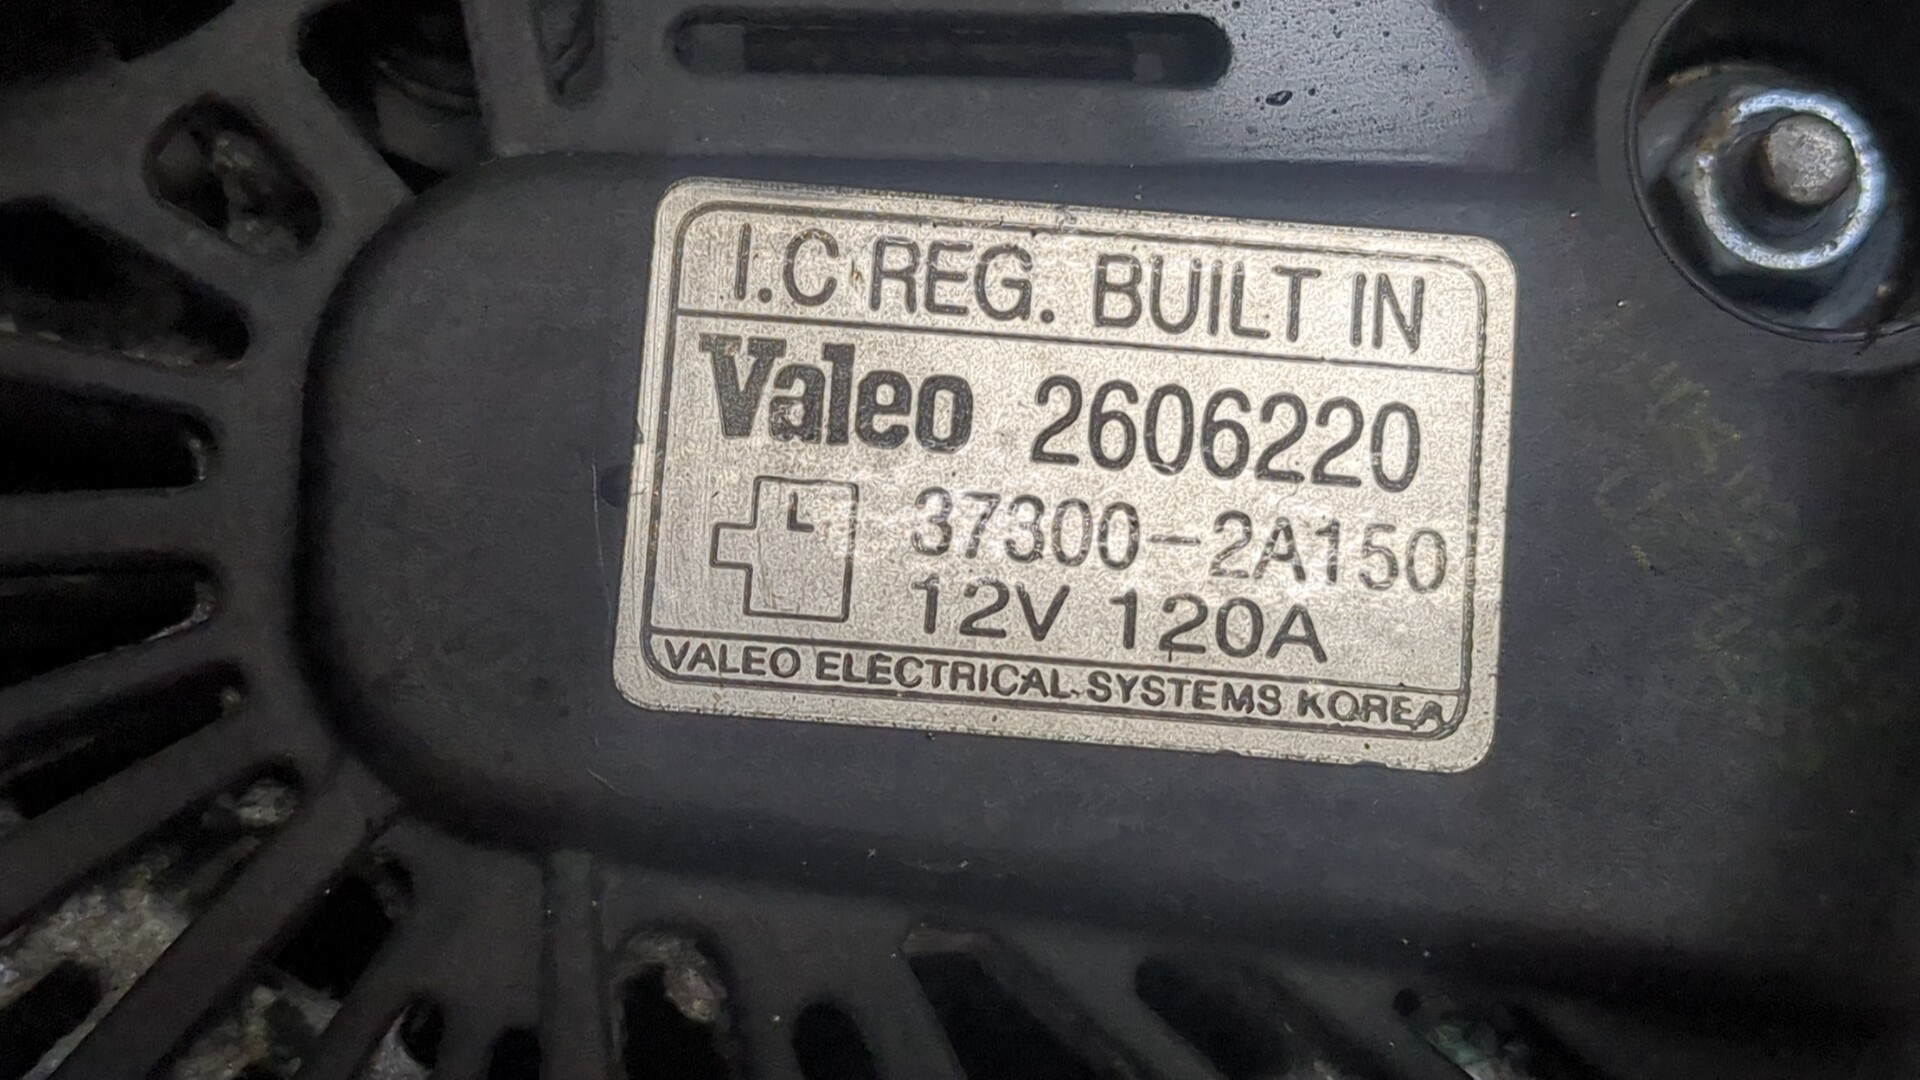 I.C REG. BUILT IN
Valeo 2606220
L
37300-2A150
12V 120A
VALEO ELECTRICAL SYSTEMS KOREA